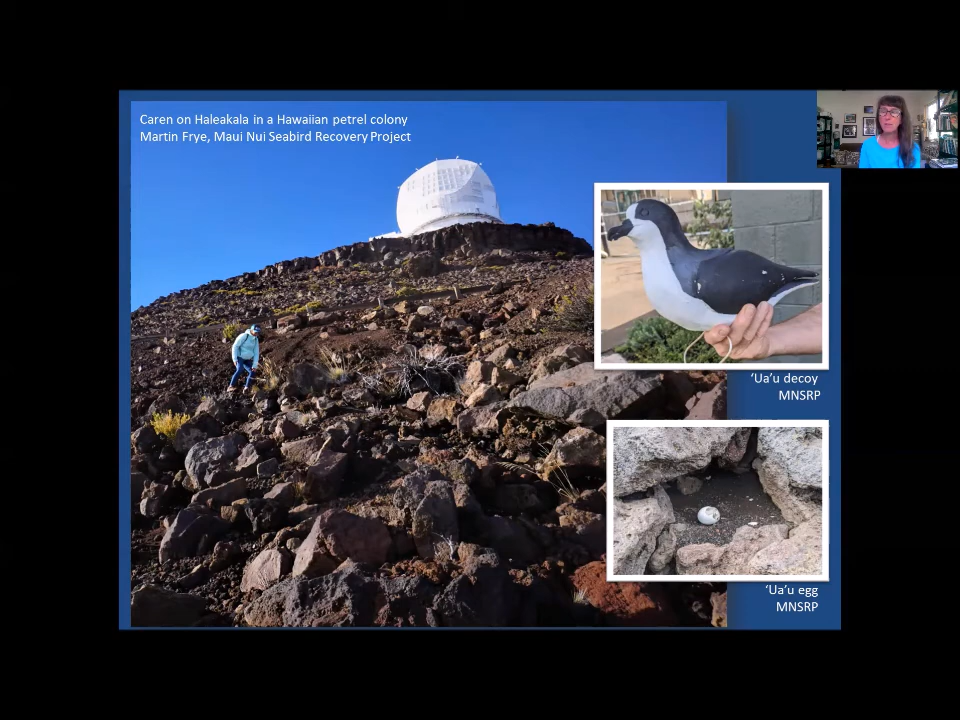 Caren on Haleakala in a Hawaiian petrel colony
Martin Frye, Maui Nui Seabird Recovery Project
'Ua'u decoy
MNSRP
'Ua'u egg
MNSRP